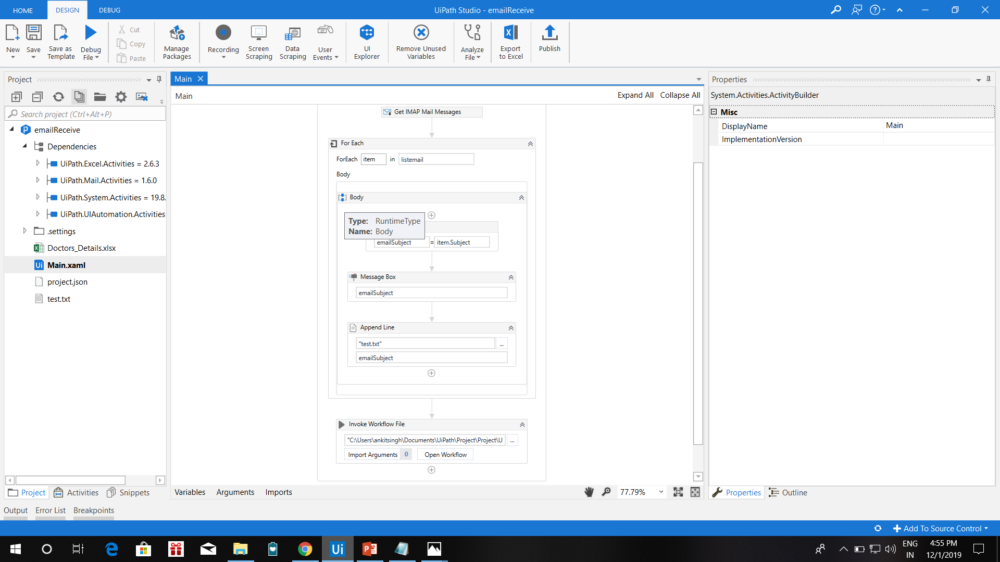 HOME
DESIGN
DEBUG
UiPath Studio - emailReceive
New
Save
Save as
Template
Debug
File
Cut
Copy
Paste
Manage
Packages
Recording
Screen
Scraping
Data
Scraping
User
Events
UI
Explorer
Remove Unused
Variables
Analyze
File
Export
to Excel
Publish
Project
Search project (Ctrl+Alt+P)
emailReceive
Dependencies
UiPath.Excel.Activities = 2.6.3
UiPath.Mail.Activities = 1.6.0
UiPath.System.Activities = 19.8.
UiPath.UIAutomation.Activities
.settings
Doctors_Details.xlsx
Ui Main.xaml
project.json
test.txt
Project
Activities
Snippets
Main
Main
Expand All Collapse All
Get IMAP Mail Messages
For Each
ForEach item in listemail
Body
Body
Type: RuntimeType
Name: Body
emailSubject = item.Subject
Message Box
emailSubject
Append Line
"test.txt"
...
emailSubject
Invoke Workflow File
"C:\Users\ankitsingh\Documents\UiPath\Project\Project\U
...
Import Arguments 0
Open Workflow
Variables
Arguments
Imports
77.79%
Properties
System.Activities.ActivityBuilder
Misc
DisplayName Main
ImplementationVersion
Properties
Outline
Output
Error List
Breakpoints
Add To Source Control
Ui
ENG
IN
4:55 PM
12/1/2019